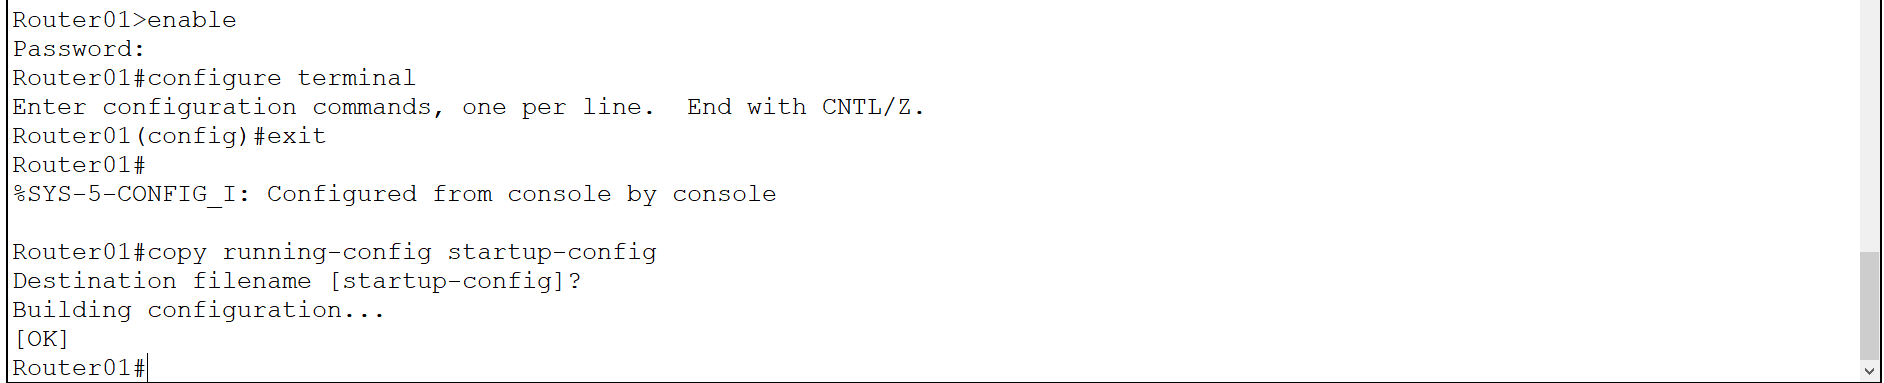 Router01>enable
Password:
Router01#configure terminal
Enter configuration commands, one per line.  End with CNTL/Z.
Router01(config)#exit
Router01#
%SYS-5-CONFIG_I: Configured from console by console
Router01#copy running-config startup-config
Destination filename [startup-config]?
Building configuration...
[OK]
Router01#